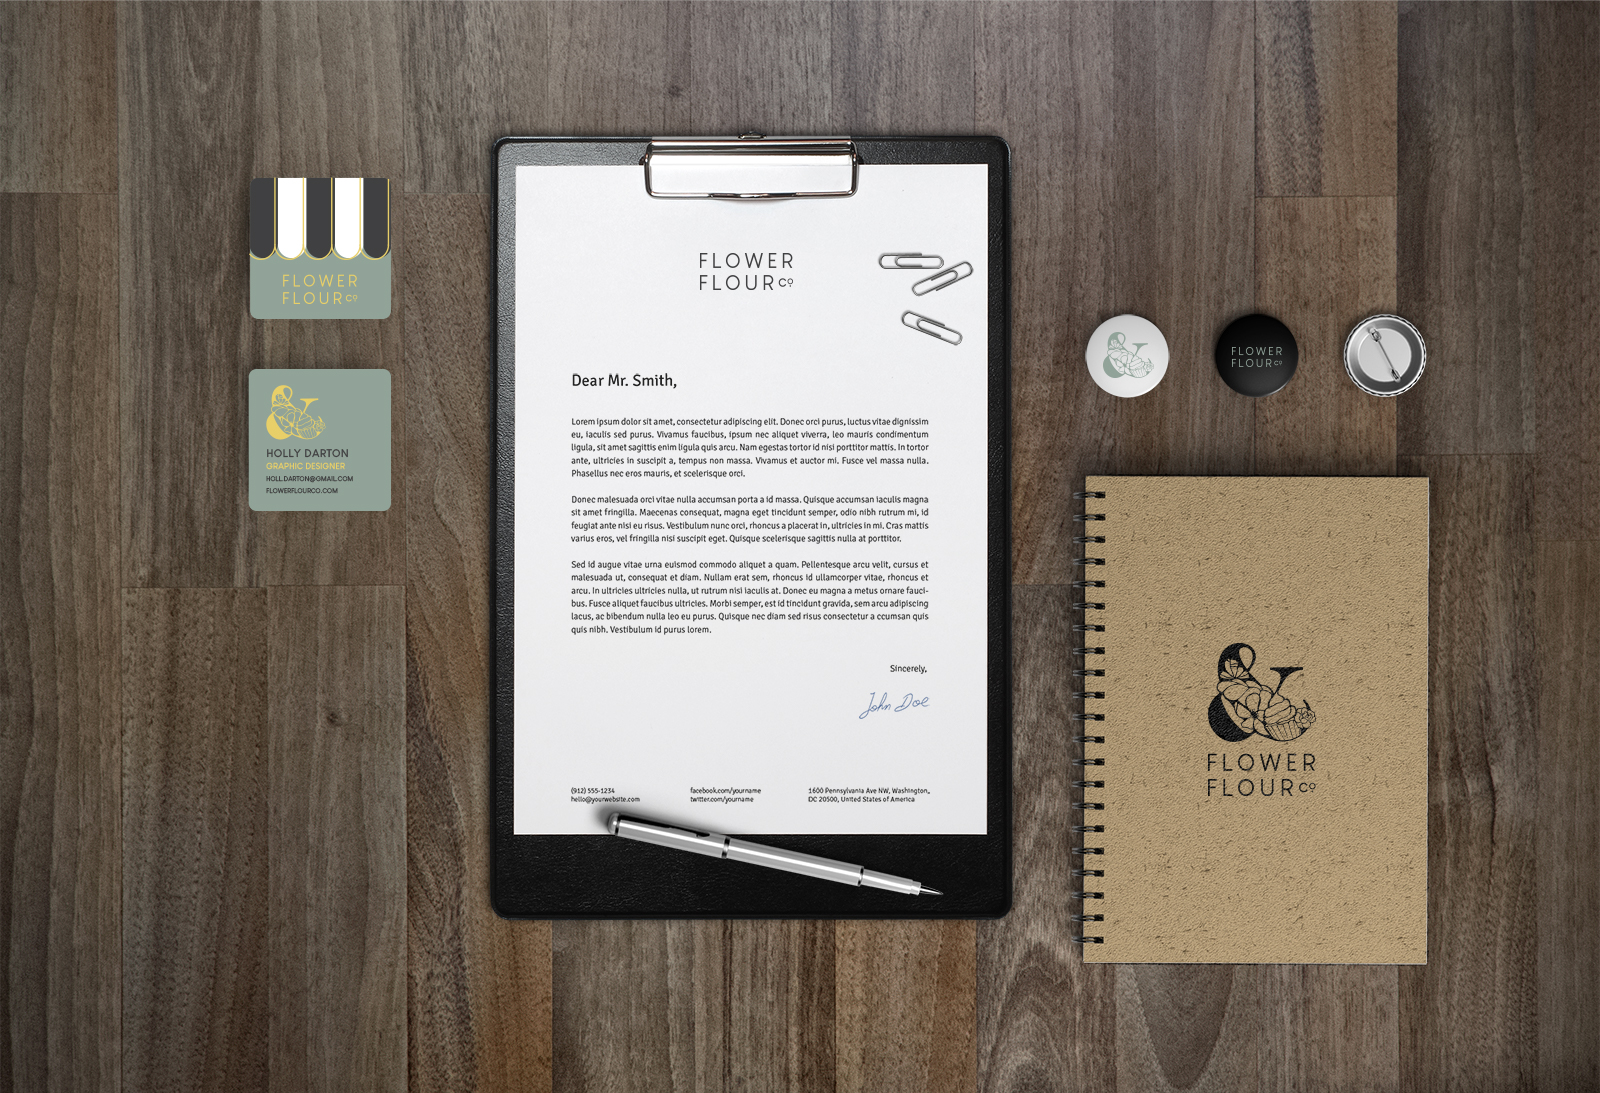 FLOWER
FLOUR CO
HOLLY DARTON
GRAPHIC DESIGNER
HOLL.DARTON@GMAIL.COM
FLOWERFLOURCO.COM
FLOWER
FLOUR CO
Dear Mr. Smith,
Lorem ipsum dolor sit amet, consectetur adipiscing elit. Donec orci purus, luctus vitae dignissim
eu, iaculis sed purus. Vivamus faucibus, ipsum nec aliquet viverra, leo mauris condimentum
ligula, sit amet sagittis enim ligula quis arcu. Nam egestas tortor id nisi porttitor mattis. In tortor
ante, ultricies in suscipit a, tempus non massa. Vivamus et auctor mi. Fusce vel massa nulla.
Phasellus nec eros mauris, et scelerisque orci.
Donec malesuada orci vitae nulla accumsan porta a id massa. Quisque accumsan iaculis magna
sit amet fringilla. Maecenas consequat, magna eget tincidunt semper, odio nibh rutrum mi, id
feugiat ante nisi eu risus. Vestibulum nunc orci, rhoncus a placerat in, ultricies in mi. Cras mattis
varius eros, vel fringilla nisi suscipit eget. Quisque scelerisque sagittis nulla at porttitor.
Sed id augue vitae urna euismod commodo aliquet a quam. Pellentesque arcu velit, cursus et
malesuada ut, consequat et diam. Nullam erat sem, rhoncus id ullamcorper vitae, rhoncus et
arcu. In ultricies ultricies nulla, ut rutrum nisi iaculis at. Donec eu magna a metus ornare fauci-
bus. Fusce aliquet faucibus ultricies. Morbi semper, est id tincidunt gravida, sem arcu adipiscing
lacus, ac bibendum nulla leo eu purus. Quisque nec diam sed risus consectetur a ccumsan quis
quis nibh. Vestibulum id purus lorem.
Sincerely,
John Doe
(912) 555-1234
hello@yourwebsite.com
facebook.com/yourname
twitter.com/yourname
1600 Pennsylvania Ave NW, Washington,
DC 20500, United States of America
&
FLOWER
FLOUR CO
&
FLOWER
FLOUR CO